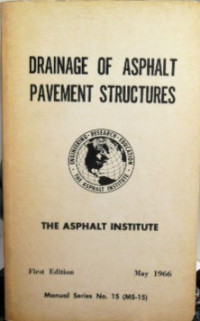 DRAINAGE OF ASPHALT
PAVEMENT STRUCTURES
ENGINEERING · RESEARCH · EDUCATION
· THE ASPHALT INSTITUTE ·
THE ASPHALT INSTITUTE
First Edition May 1966
Manual Series No. 15 (MS-15)